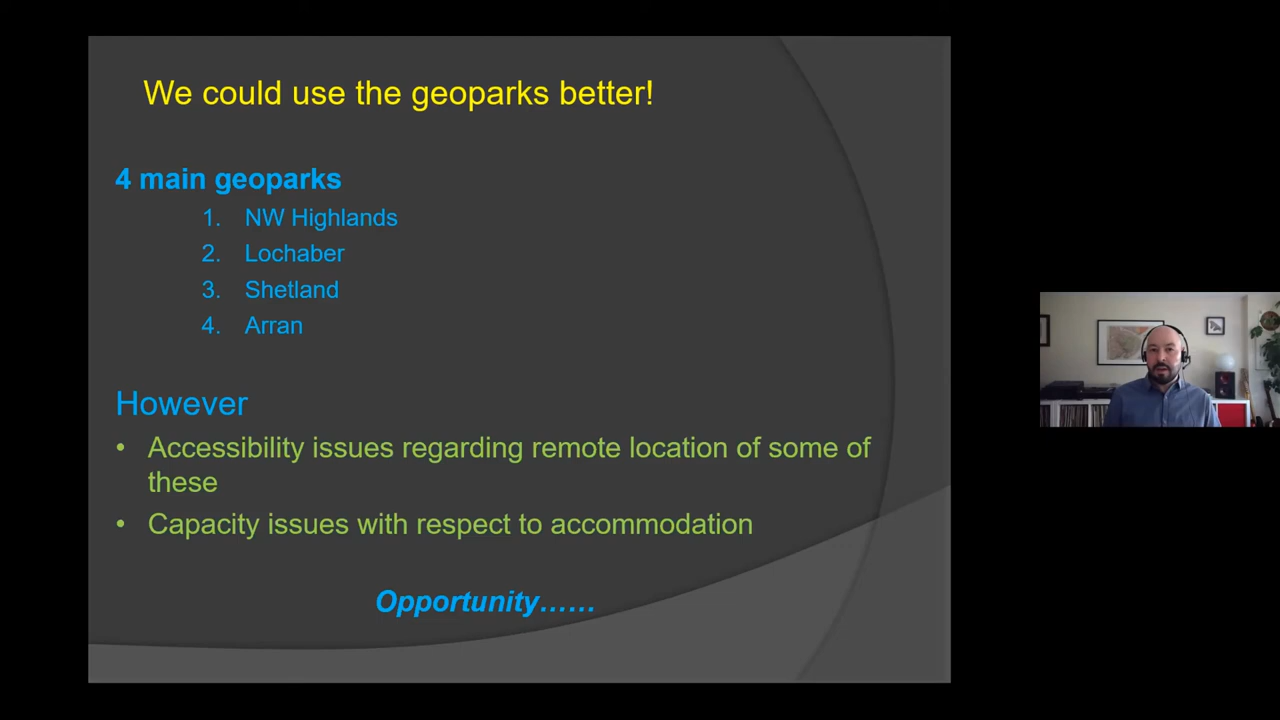 We could use the geoparks better!
4 main geoparks
1. NW Highlands
2. Lochaber
3. Shetland
4. Arran
However
• Accessibility issues regarding remote location of some of
these
• Capacity issues with respect to accommodation
Opportunity……